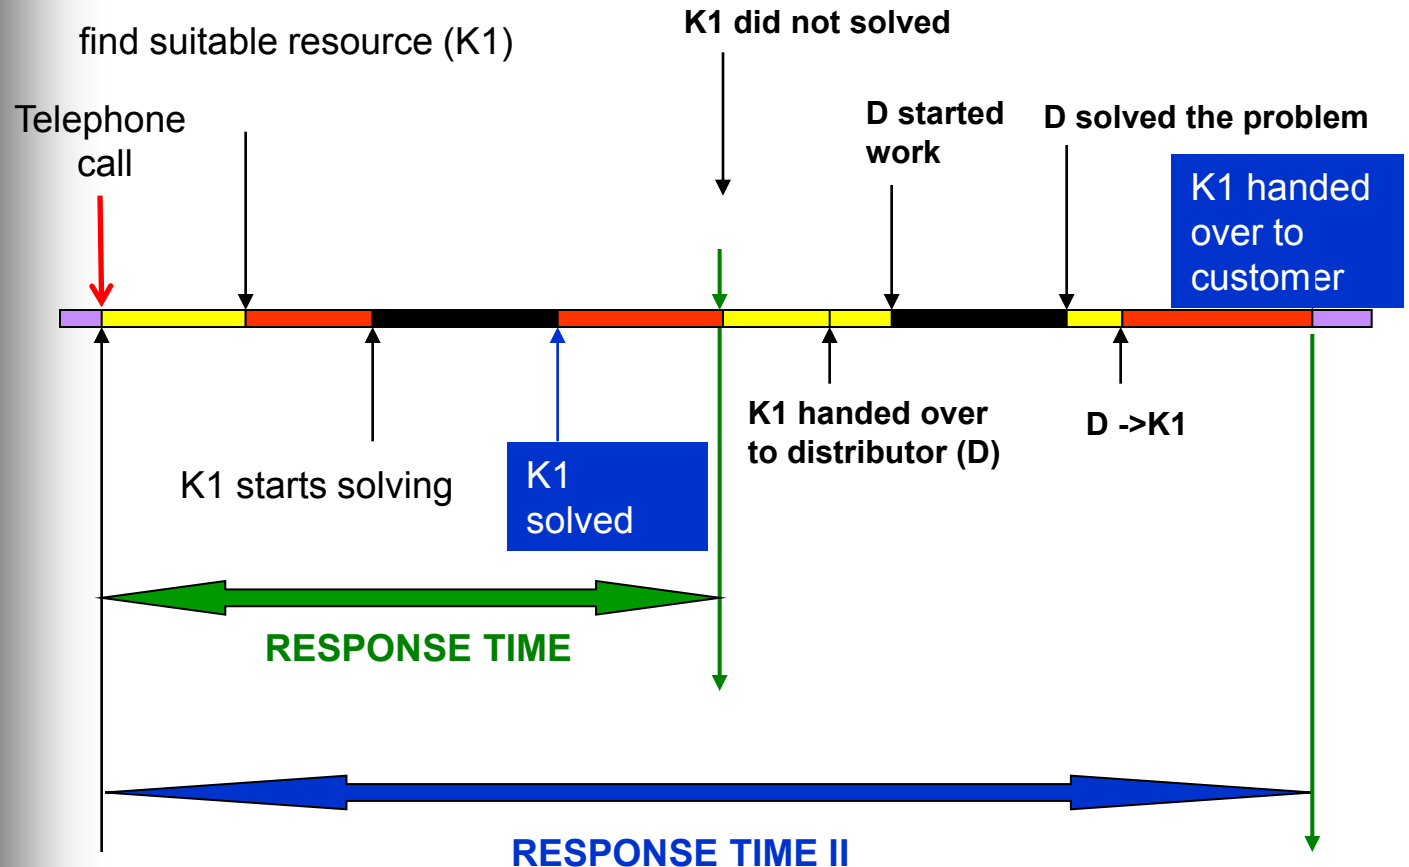 K1 did not solved
find suitable resource (K1)
Telephone
call
D started
work
D solved the problem
K1 handed
over to
customer
K1 handed over
to distributor (D)
D ->K1
K1 starts solving
K1
solved
RESPONSE TIME
RESPONSE TIME II